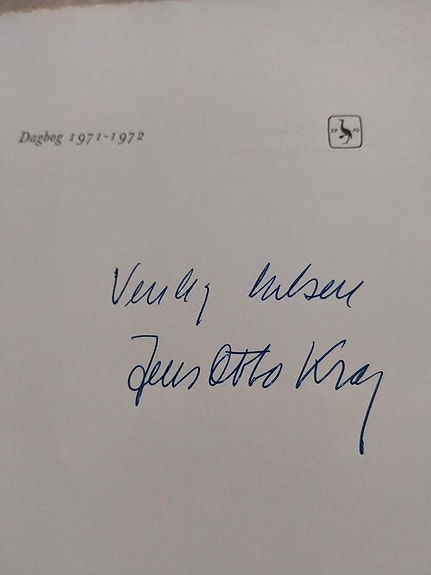 Dagbog 1971-1972
Venlig hilsen
Jens Otto Krag